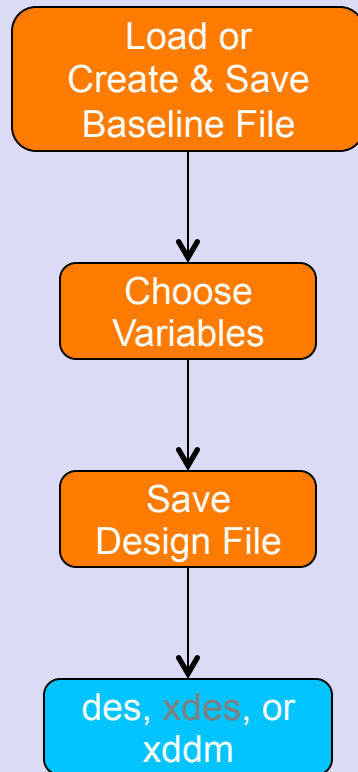 Load or
Create & Save
Baseline File
Choose
Variables
Save
Design File
des, xdes, or
xddm